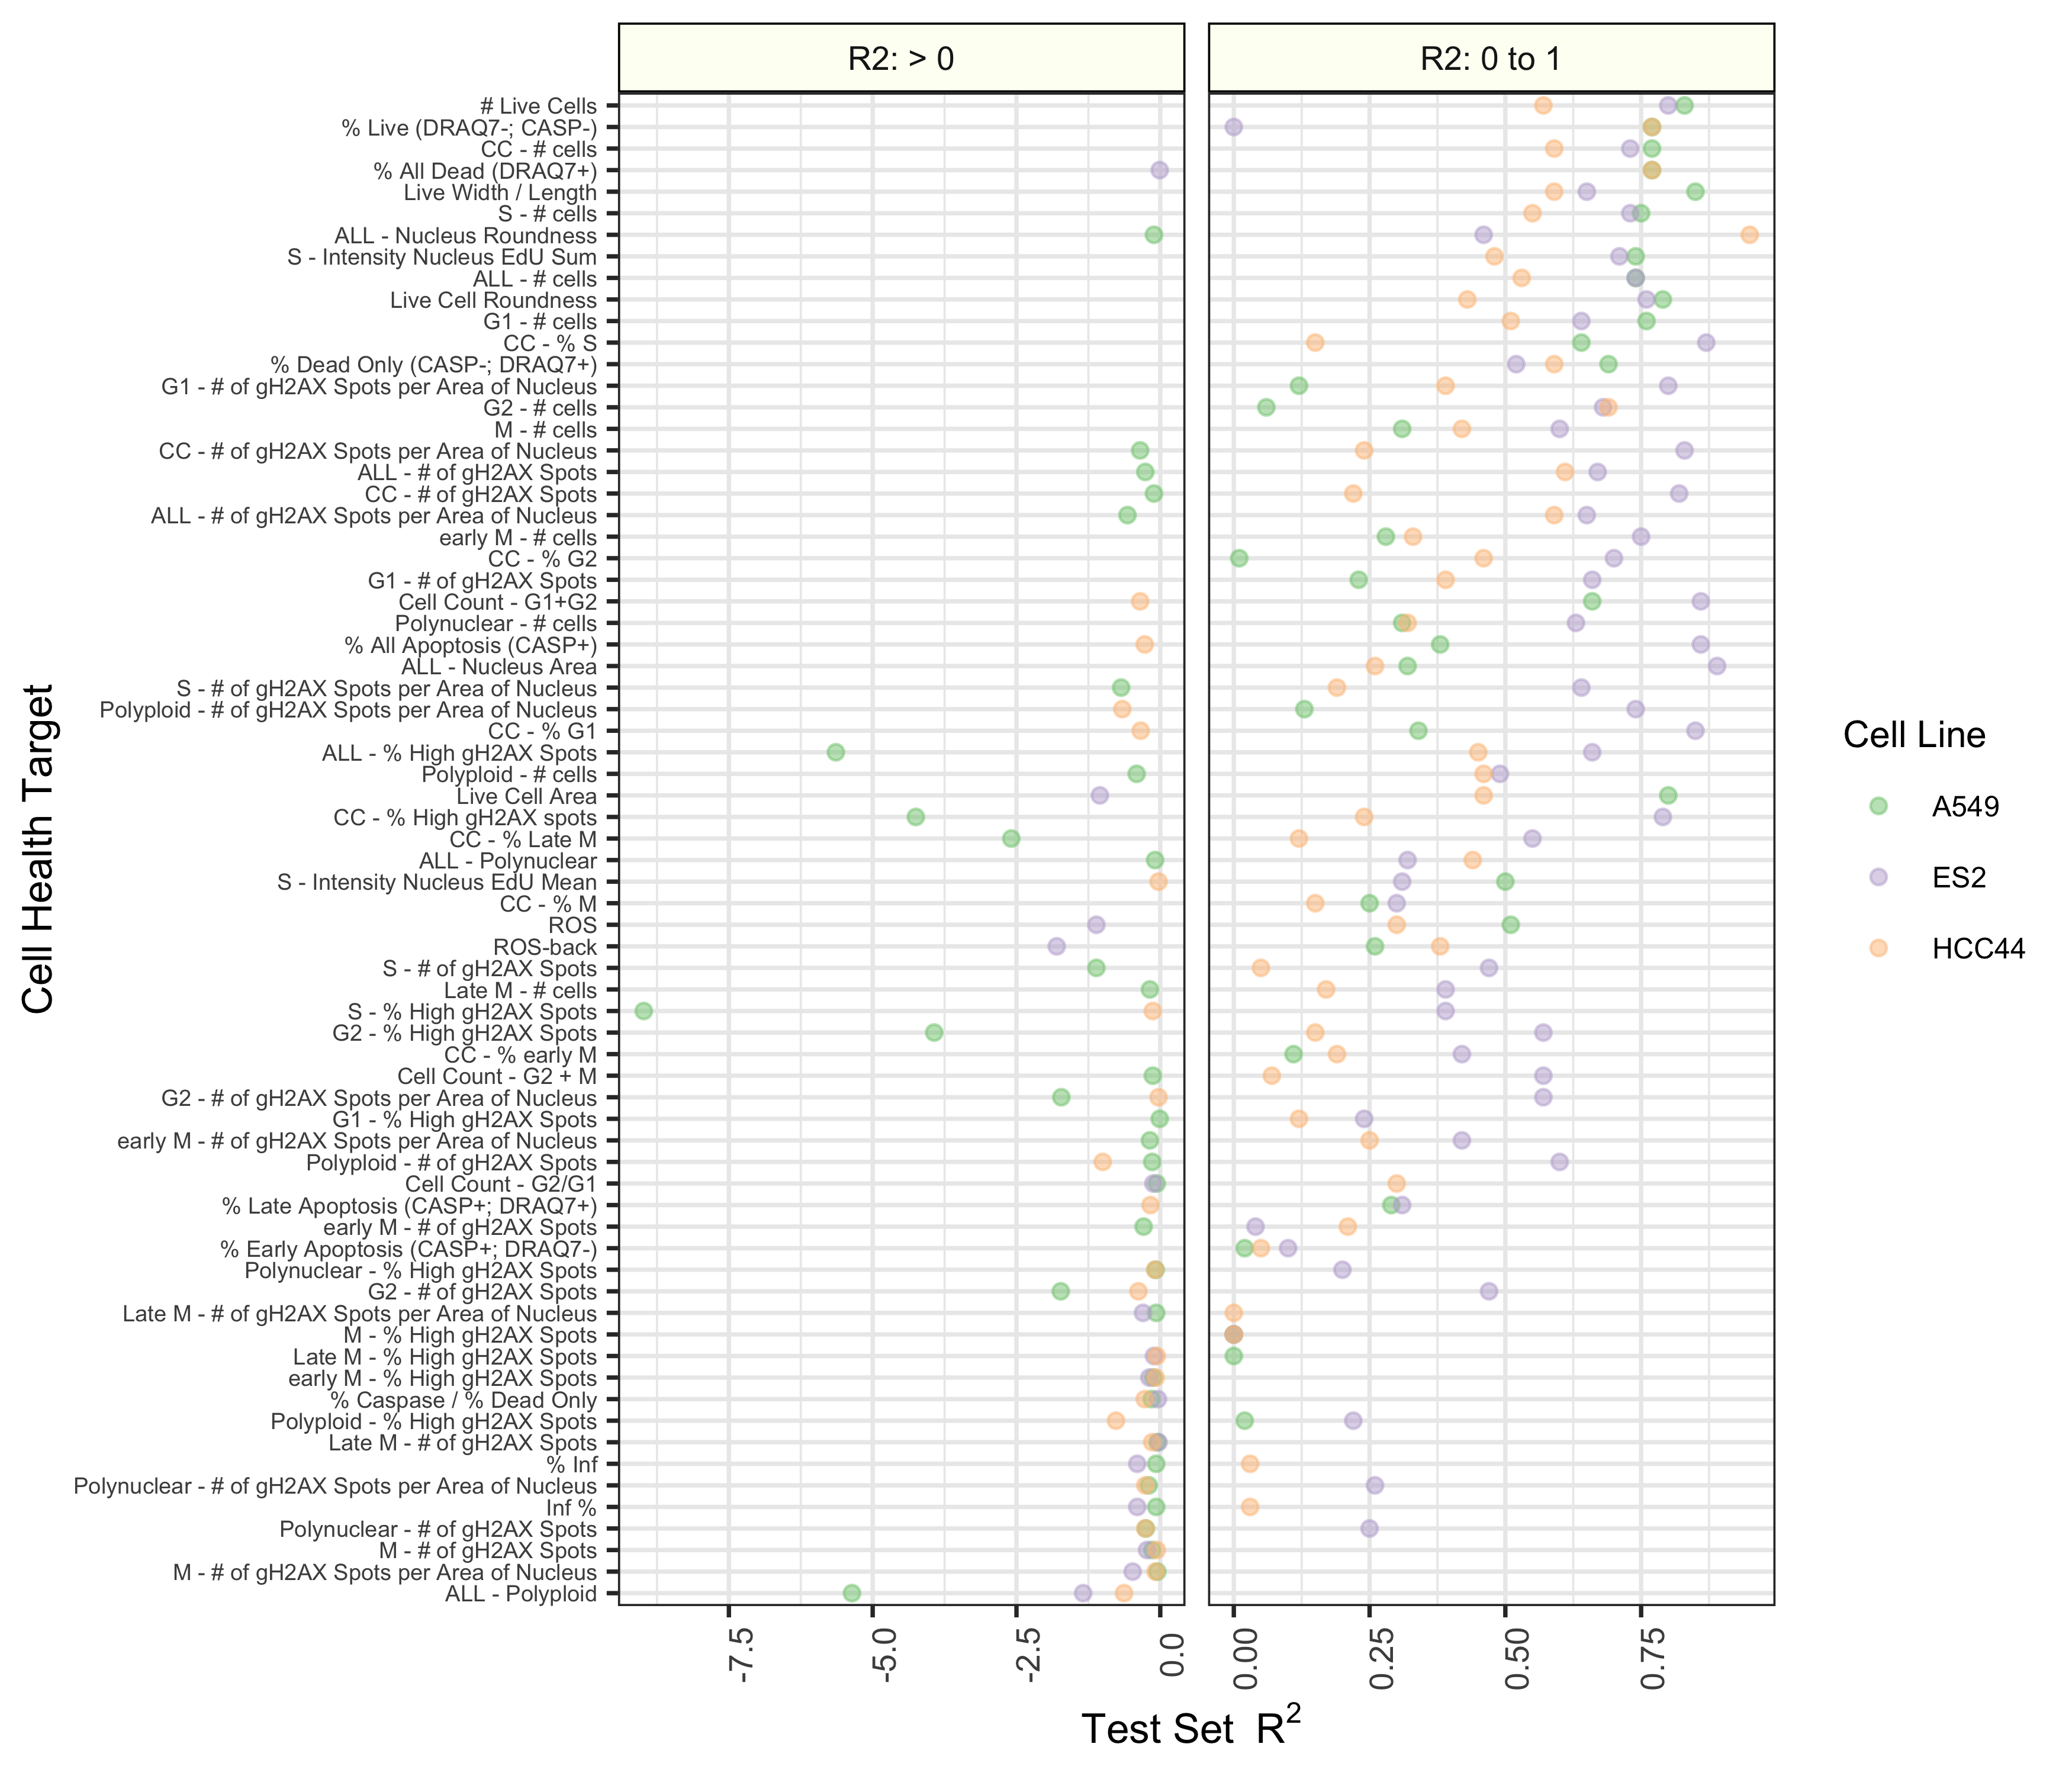 R2: > 0
R2: 0 to 1
# Live Cells
% Live (DRAQ7-; CASP-)
CC - # cells
% All Dead (DRAQ7+)
Live Width / Length
S - # cells
ALL - Nucleus Roundness
S - Intensity Nucleus EdU Sum
ALL - # cells
Live Cell Roundness
G1 - # cells
CC - % S
% Dead Only (CASP-; DRAQ7+)
G1 - # of gH2AX Spots per Area of Nucleus
G2 - # cells
M - # cells
CC - # of gH2AX Spots per Area of Nucleus
ALL - # of gH2AX Spots
CC - # of gH2AX Spots
ALL - # of gH2AX Spots per Area of Nucleus
early M - # cells
CC - % G2
G1 - # of gH2AX Spots
Cell Count - G1+G2
Polynuclear - # cells
% All Apoptosis (CASP+)
ALL - Nucleus Area
S - # of gH2AX Spots per Area of Nucleus
Polyploid - # of gH2AX Spots per Area of Nucleus
CC - % G1
ALL - % High gH2AX Spots
Polyploid - # cells
Live Cell Area
CC - % High gH2AX spots
CC - % Late M
ALL - Polynuclear
S - Intensity Nucleus EdU Mean
CC - % M
ROS
ROS-back
S - # of gH2AX Spots
Late M - # cells
S - % High gH2AX Spots
G2 - % High gH2AX Spots
CC - % early M
Cell Count - G2 + M
G2 - # of gH2AX Spots per Area of Nucleus
G1 - % High gH2AX Spots
early M - # of gH2AX Spots per Area of Nucleus
Polyploid - # of gH2AX Spots
Cell Count - G2/G1
% Late Apoptosis (CASP+; DRAQ7+)
early M - # of gH2AX Spots
% Early Apoptosis (CASP+; DRAQ7-)
Polynuclear - % High gH2AX Spots
G2 - # of gH2AX Spots
Late M - # of gH2AX Spots per Area of Nucleus
M - % High gH2AX Spots
Late M - % High gH2AX Spots
early M - % High gH2AX Spots
% Caspase / % Dead Only
Polyploid - % High gH2AX Spots
Late M - # of gH2AX Spots
% Inf
Polynuclear - # of gH2AX Spots per Area of Nucleus
Inf %
Polynuclear - # of gH2AX Spots
M - # of gH2AX Spots
M - # of gH2AX Spots per Area of Nucleus
ALL - Polyploid
Cell Health Target
-7.5
-5.0
-2.5
0.0
0.00
0.25
0.50
0.75
Test Set R²
Cell Line
A549
ES2
HCC44